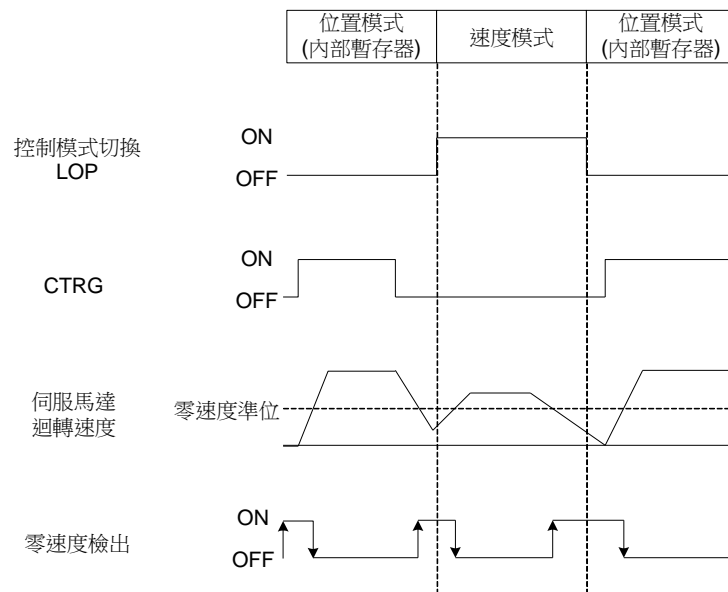 位置模式
(內部暫存器)
速度模式
位置模式
(內部暫存器)
控制模式切換
LOP
ON
OFF
CTRG
ON
OFF
伺服馬達
迴轉速度
零速度準位
零速度檢出
ON
OFF